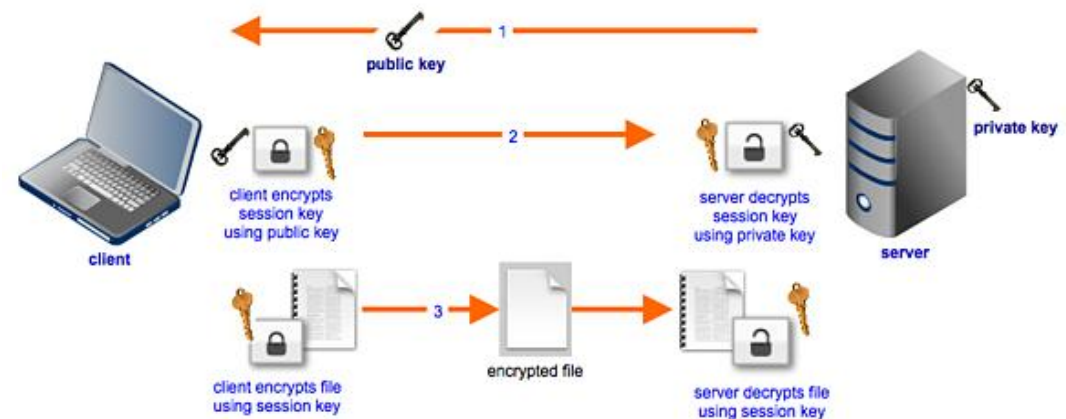 1
public key
private key
2
client encrypts
session key
using public key
server decrypts
session key
using private key
client
server
3
encrypted file
client encrypts file
using session key
server decrypts file
using session key